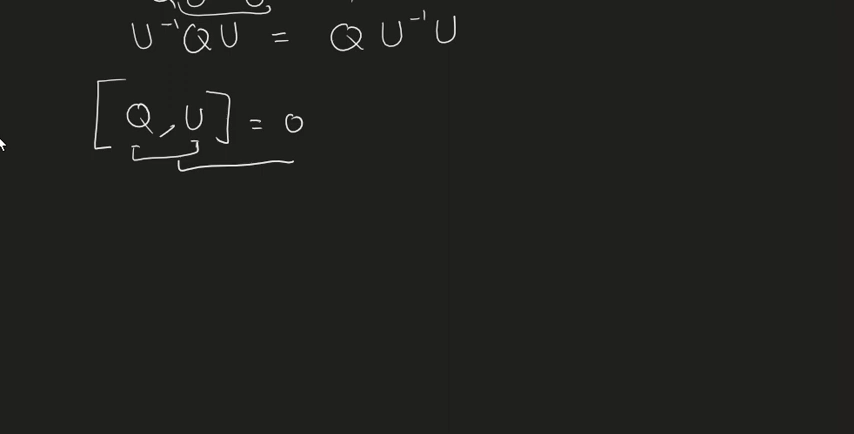 U⁻¹QU = QU⁻¹U
[Q,U] = 0